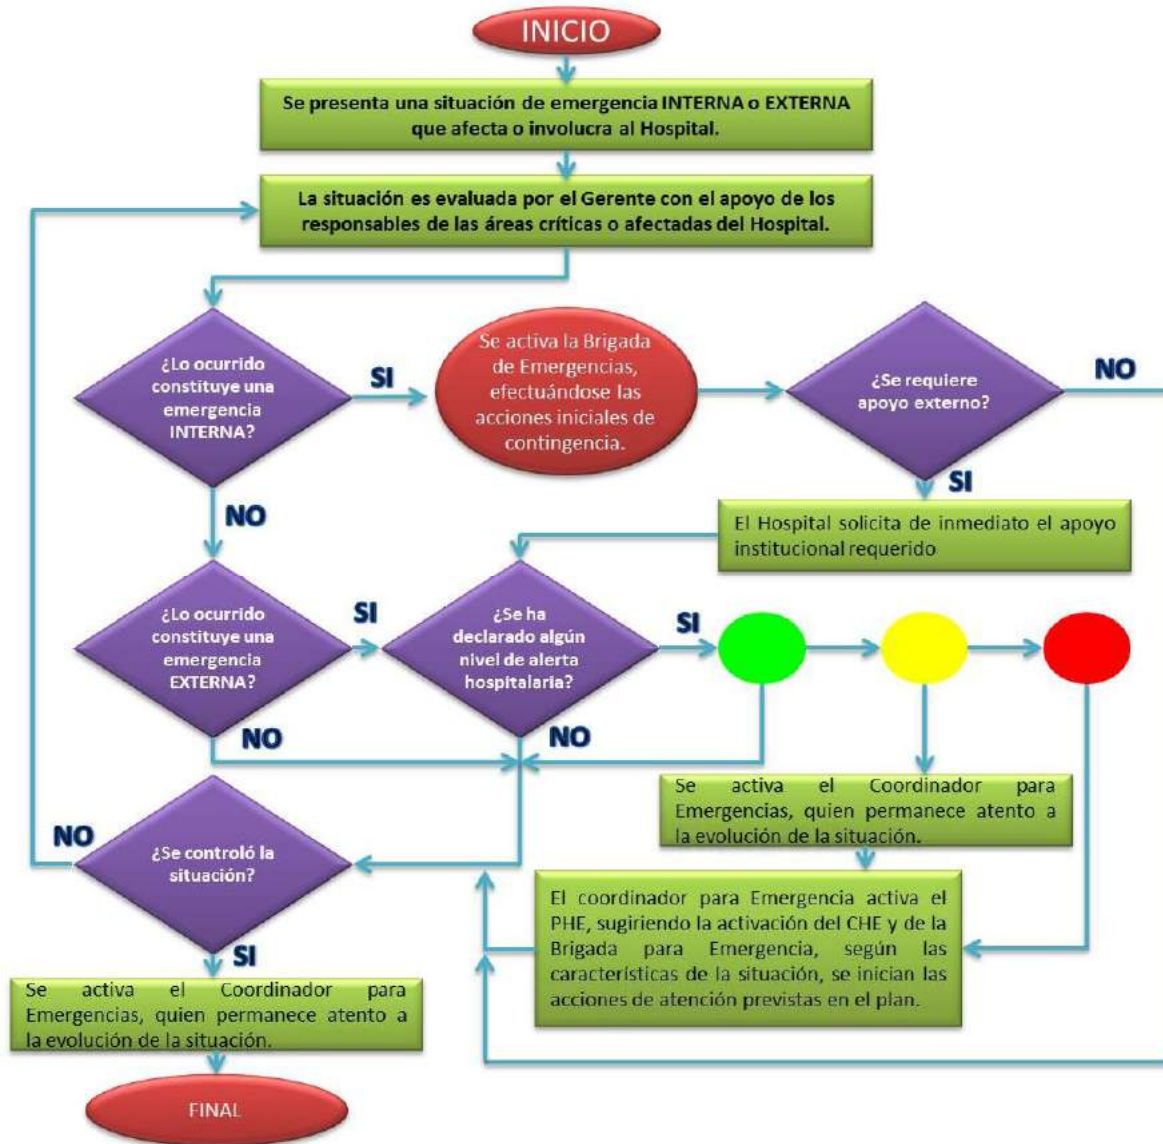 INICIO
Se presenta una situación de emergencia INTERNA o EXTERNA
que afecta o involucra al Hospital.
La situación es evaluada por el Gerente con el apoyo de los
responsables de las áreas críticas o afectadas del Hospital.
¿Lo ocurrido
constituye una
emergencia
INTERNA?
SI
Se activa la Brigada
de Emergencias,
efectuándose las
acciones iniciales de
contingencia.
¿Se requiere
apoyo externo?
NO
SI
NO
El Hospital solicita de inmediato el apoyo
institucional requerido
¿Lo ocurrido
constituye una
emergencia
EXTERNA?
SI
¿Se ha
declarado algún
nivel de alerta
hospitalaria?
SI
NO
NO
Se activa el Coordinador para
Emergencias, quien permanece atento a
la evolución de la situación.
NO
¿Se controló la
situación?
El coordinador para Emergencia activa el
PHE, sugiriendo la activación del CHE y de la
Brigada para Emergencia, según las
características de la situación, se inician las
acciones de atención previstas en el plan.
SI
Se activa el Coordinador para
Emergencias, quien permanece atento a
la evolución de la situación.
FINAL